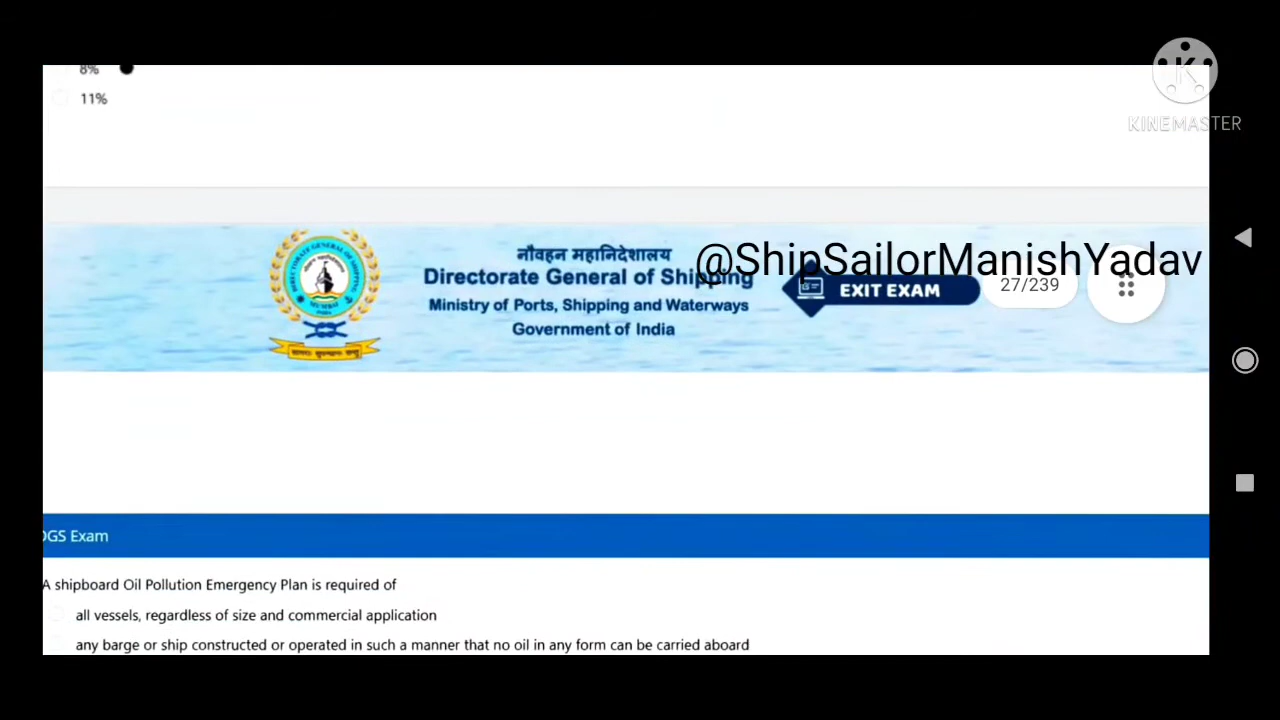 8%
11%
KINEMASTER
नौवहन महानिदेशालय
@ShipSailorManishYadav
Directorate General of Shipping
EXIT EXAM
27/239
Ministry of Ports, Shipping and Waterways
Government of India
DGS Exam
A shipboard Oil Pollution Emergency Plan is required of
all vessels, regardless of size and commercial application
any barge or ship constructed or operated in such a manner that no oil in any form can be carried aboard